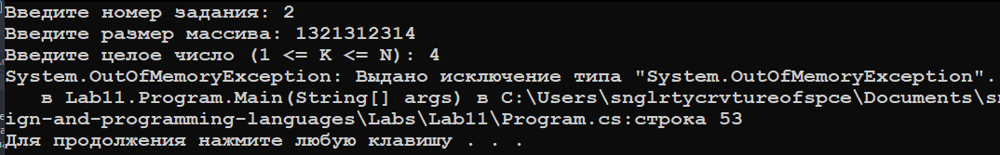 Введите номер задания: 2
Введите размер массива: 1321312314
Введите целое число (1 <= K <= N): 4
System.OutOfMemoryException: Выдано исключение типа "System.OutOfMemoryException".
в Lab11.Program.Main(String[] args) в C:\Users\snglrtycrvtureofspce\Documents\
ign-and-programming-languages\Labs\Lab11\Program.cs:строка 53
Для продолжения нажмите любую клавишу . . .